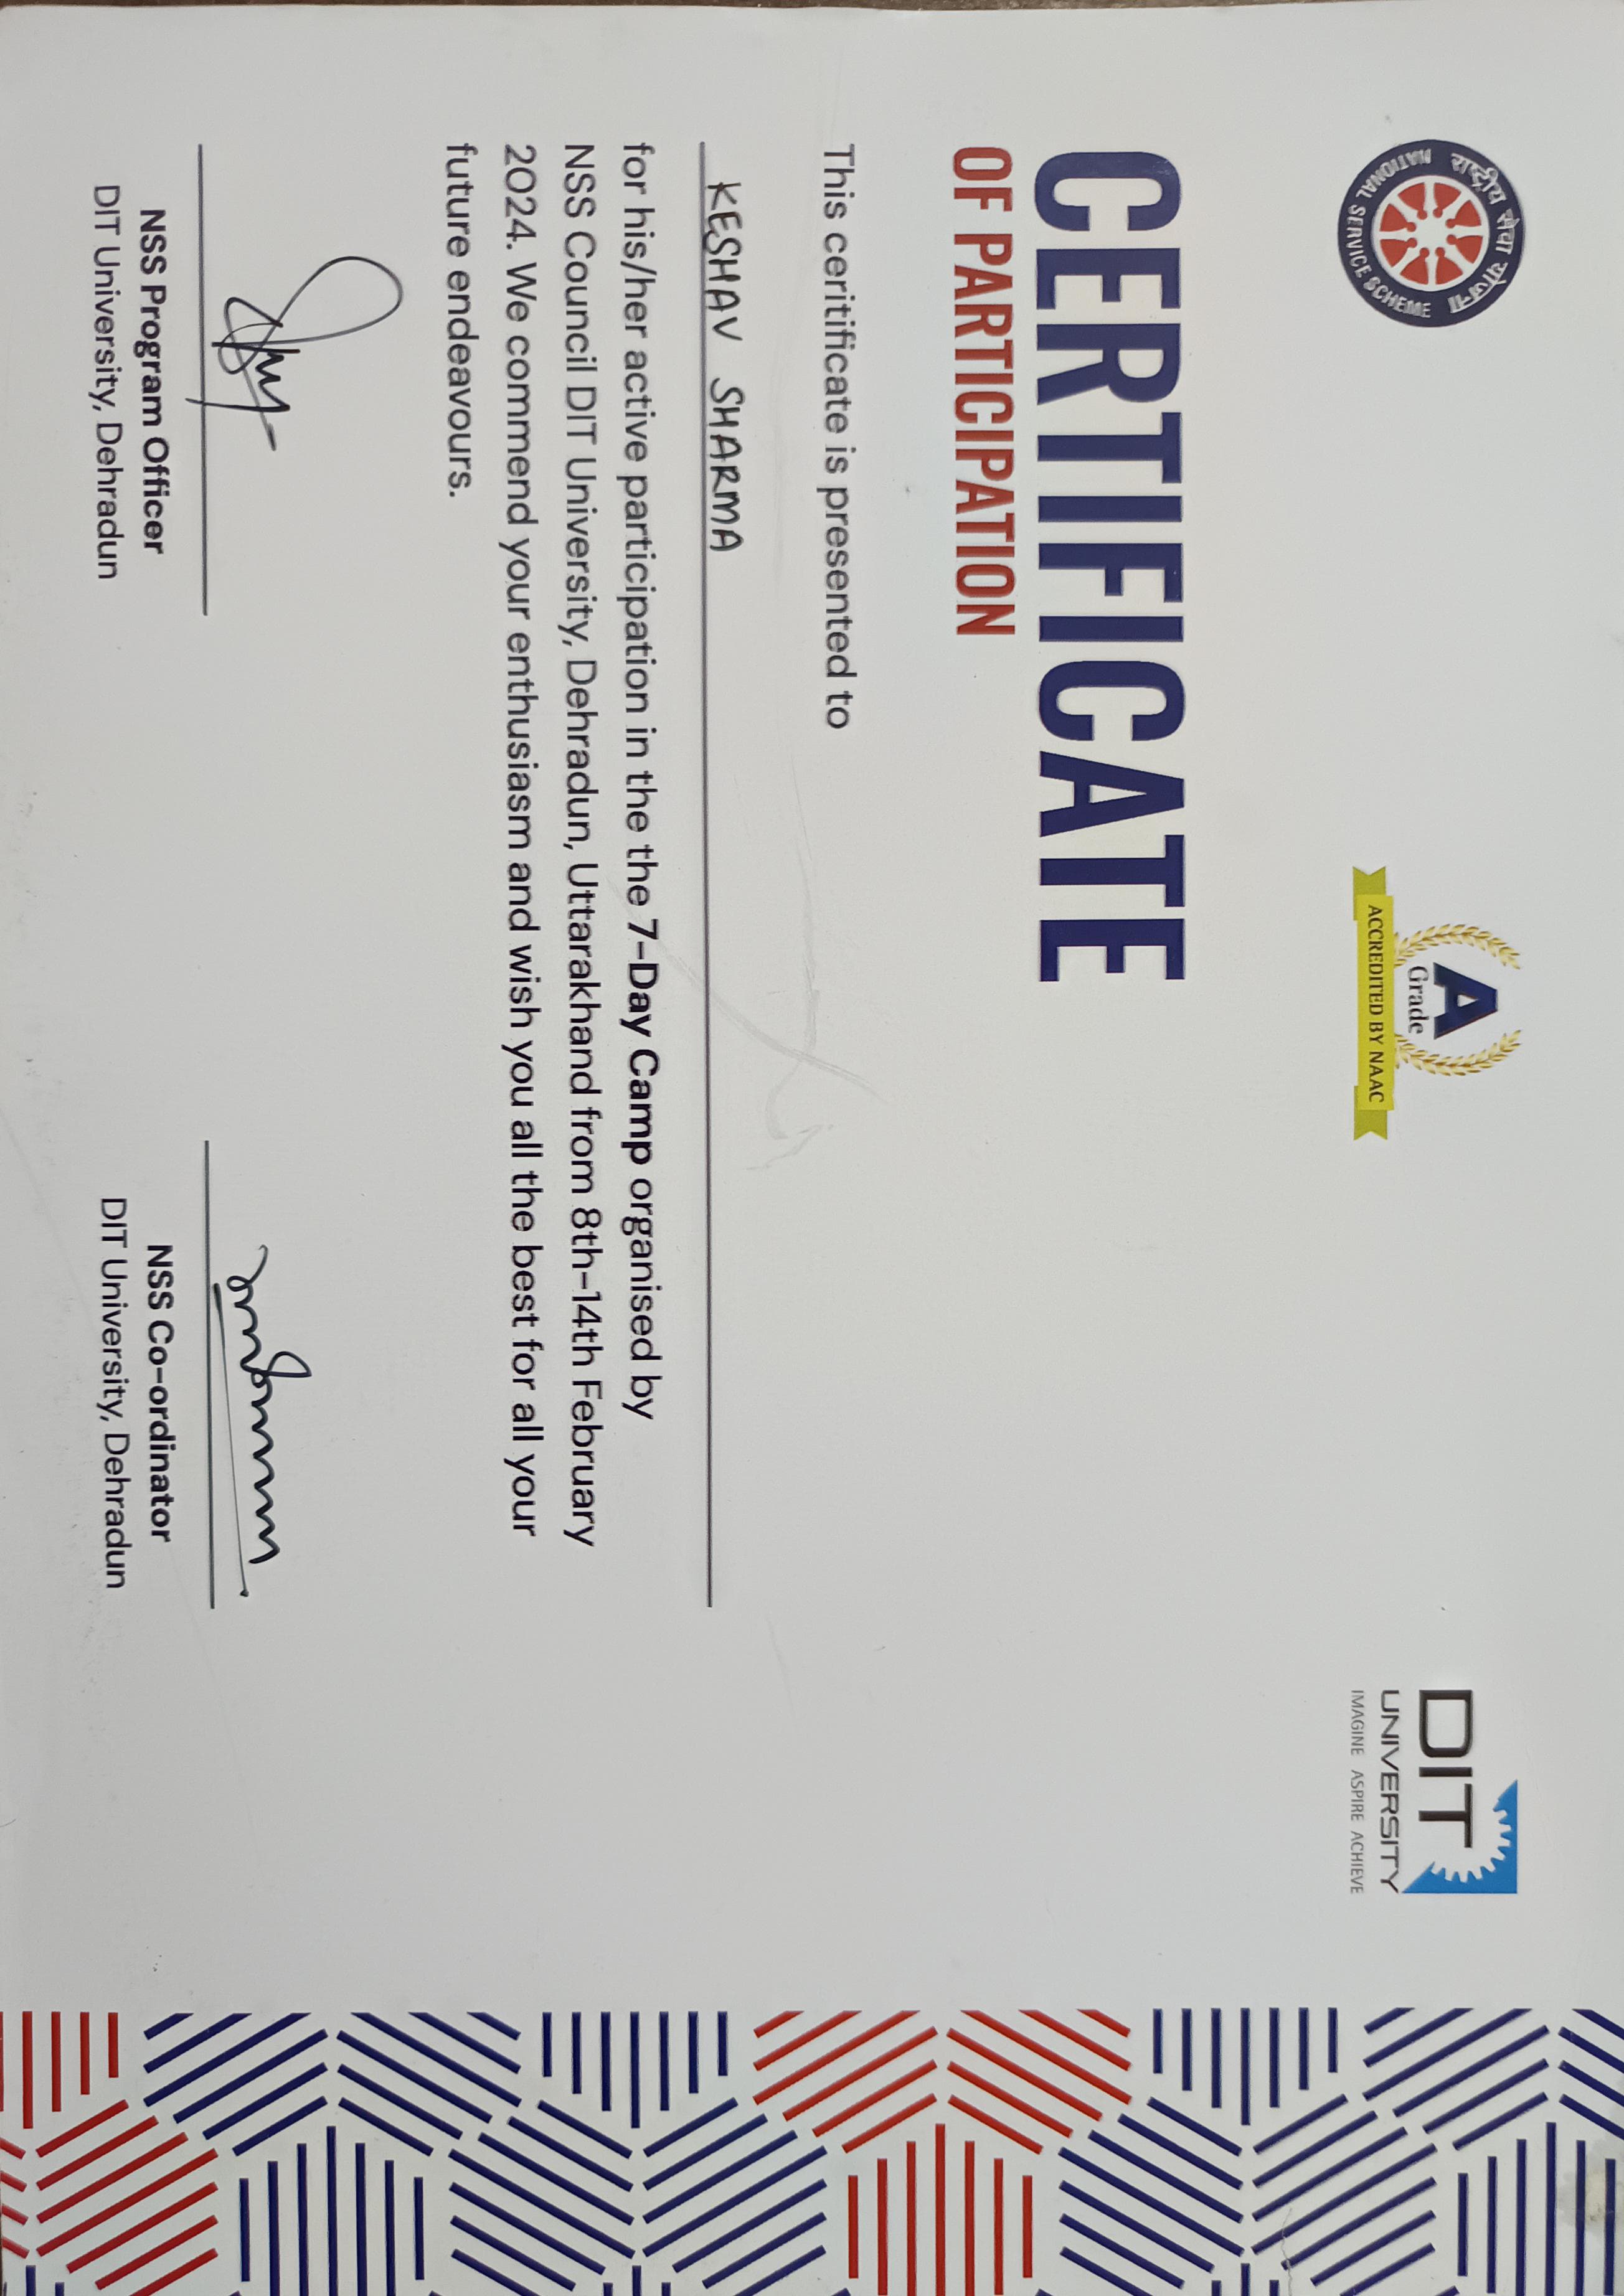 राष्ट्रीय सेवा योजना
NATIONAL SERVICE SCHEME
A
Grade
ACCREDITED BY NAAC
DIT
UNIVERSITY
IMAGINE ASPIRE ACHIEVE
CERTIFICATE
OF PARTICIPATION
This ceritificate is presented to
KESHAV SHARMA
for his/her active participation in the the 7-Day Camp organised by
NSS Council DIT University, Dehradun, Uttarakhand from 8th-14th February
2024. We commend your enthusiasm and wish you all the best for all your
future endeavours.
NSS Program Officer
DIT University, Dehradun
NSS Co-ordinator
DIT University, Dehradun